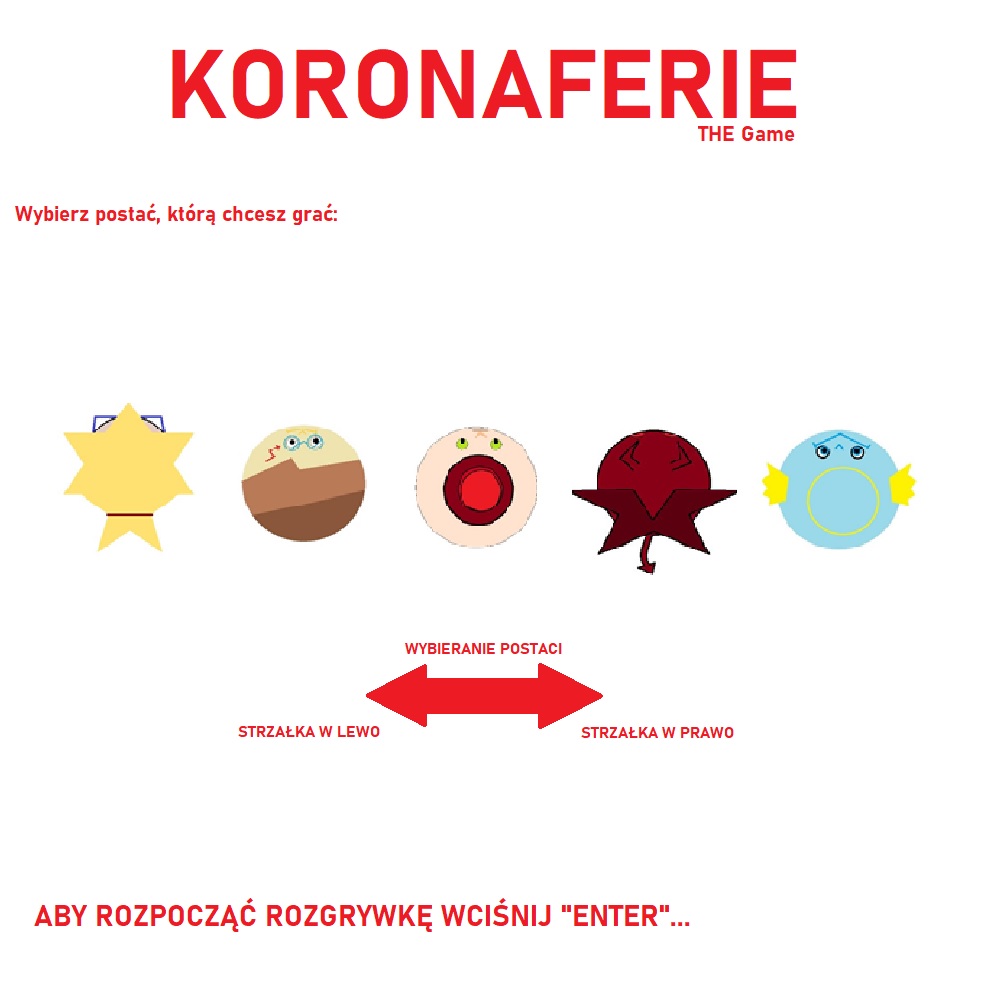 KORONAFERIE
THE Game
Wybierz postać, którą chcesz grać:
WYBIERANIE POSTACI
STRZAŁKA W LEWO
STRZAŁKA W PRAWO
ABY ROZPOCZĄĆ ROZGRYWKĘ WCIŚNIJ "ENTER"...